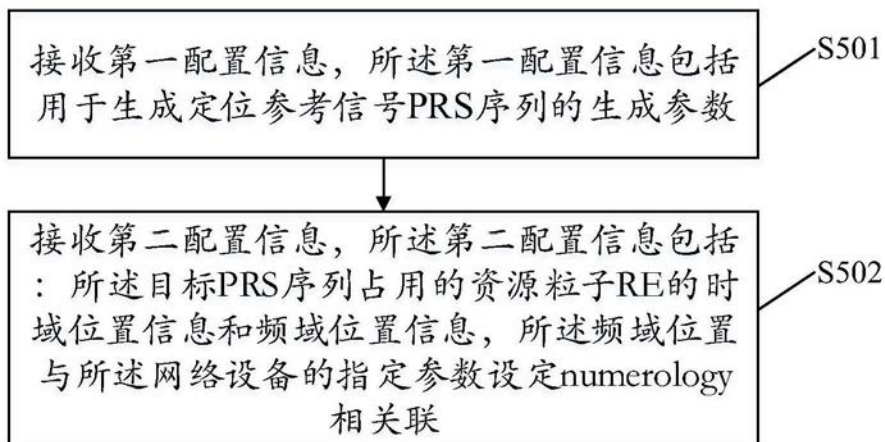 接收第一配置信息，所述第一配置信息包括
用于生成定位参考信号PRS序列的生成参数
S501
接收第二配置信息，所述第二配置信息包括
：所述目标PRS序列占用的资源粒子RE的时
域位置信息和频域位置信息，所述频域位置
与所述网络设备的指定参数设定numerology
相关联
S502